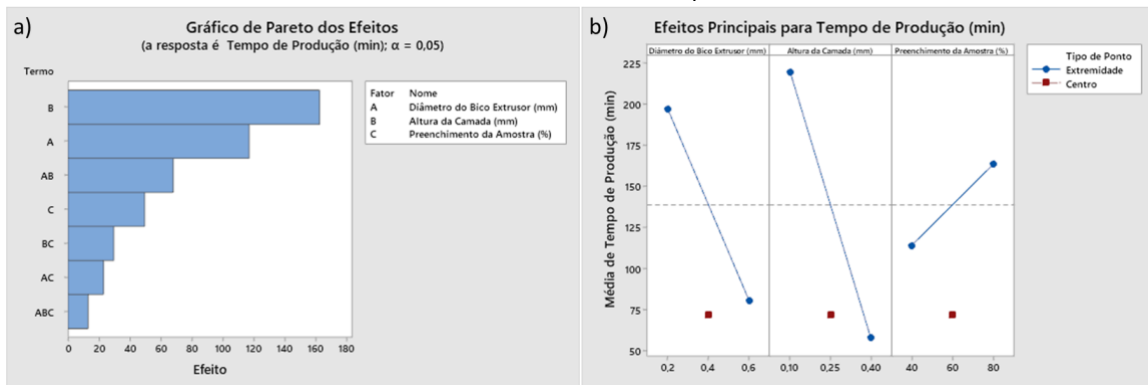 a)
Gráfico de Pareto dos Efeitos
(a resposta é Tempo de Produção (min); α = 0,05)
Termo
B
A
AB
C
BC
AC
ABC
0 20 40 60 80 100 120 140 160 180
Efeito
Fator Nome
A Diâmetro do Bico Extrusor (mm)
B Altura da Camada (mm)
C Preenchimento da Amostra (%)
b)
Efeitos Principais para Tempo de Produção (min)
Diâmetro do Bico Extrusor (mm) Altura da Camada (mm) Preenchimento da Amostra (%)
Média de Tempo de Produção (min)
225
200
175
150
125
100
75
50
0,2 0,4 0,6 0,10 0,25 0,40 40 60 80
Tipo de Ponto
Extremidade
Centro